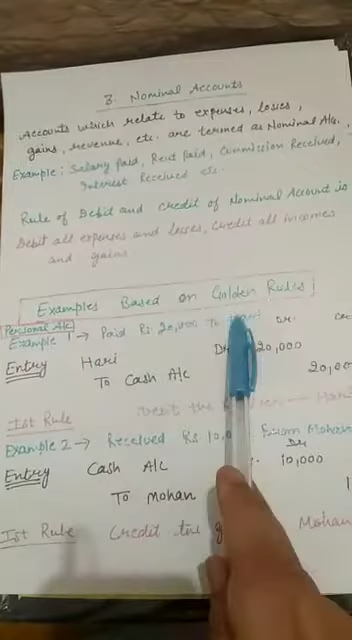 3. Nominal Accounts
Accounts which relate to expenses, losses,
gains, revenue, etc. are termed as Nominal A/c.
Example: Salary Paid, Rent Paid, Commission Received,
Interest Received etc.
Rule of Debit and Credit of Nominal Account is
Debit all expenses and losses, Credit all incomes
and gains
Examples Based on Golden Rules
Personal A/c
Example 1 → Paid Rs 20,000 To
Dr.
Entry Hari Dr 20,000
To Cash A/c 20,00
Ist Rule the
Example 2 → Received Rs 10,0 From Mohan
Dr
Entry Cash A/c 10,000
To Mohan
Ist Rule Credit the Mohan